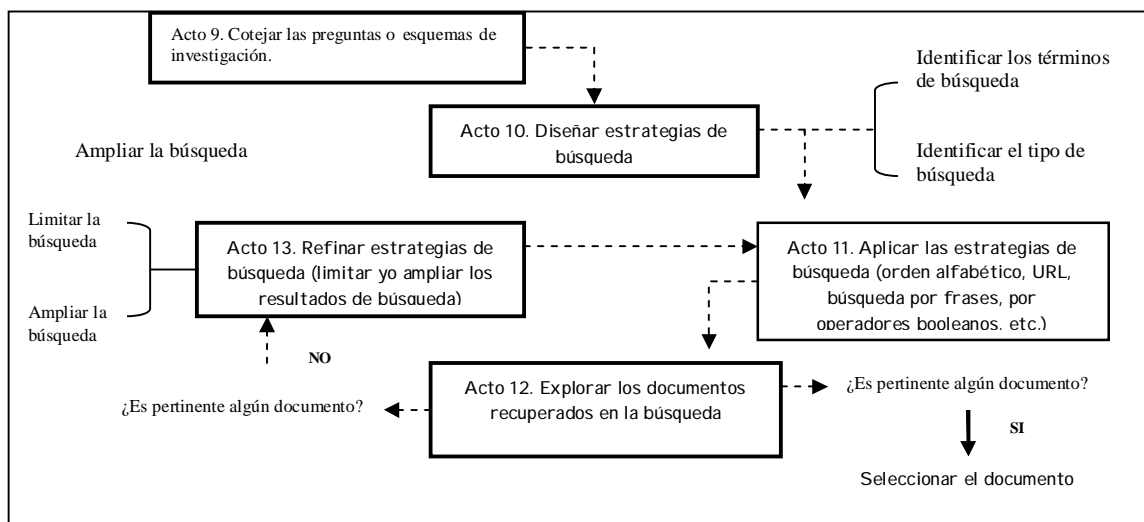 Acto 9. Cotejar las preguntas o esquemas de
investigación.
Identificar los términos
de búsqueda
Acto 10. Diseñar estrategias de
búsqueda
Ampliar la búsqueda
Identificar el tipo de
búsqueda
Limitar la
búsqueda
Acto 13. Refinar estrategias de
búsqueda (limitar yo ampliar los
resultados de búsqueda)
Acto 11. Aplicar las estrategias de
búsqueda (orden alfabético, URL,
búsqueda por frases, por
operadores booleanos. etc.)
Ampliar la
búsqueda
NO
Acto 12. Explorar los documentos
recuperados en la búsqueda
¿Es pertinente algún documento?
¿Es pertinente algún documento?
SI
Seleccionar el documento